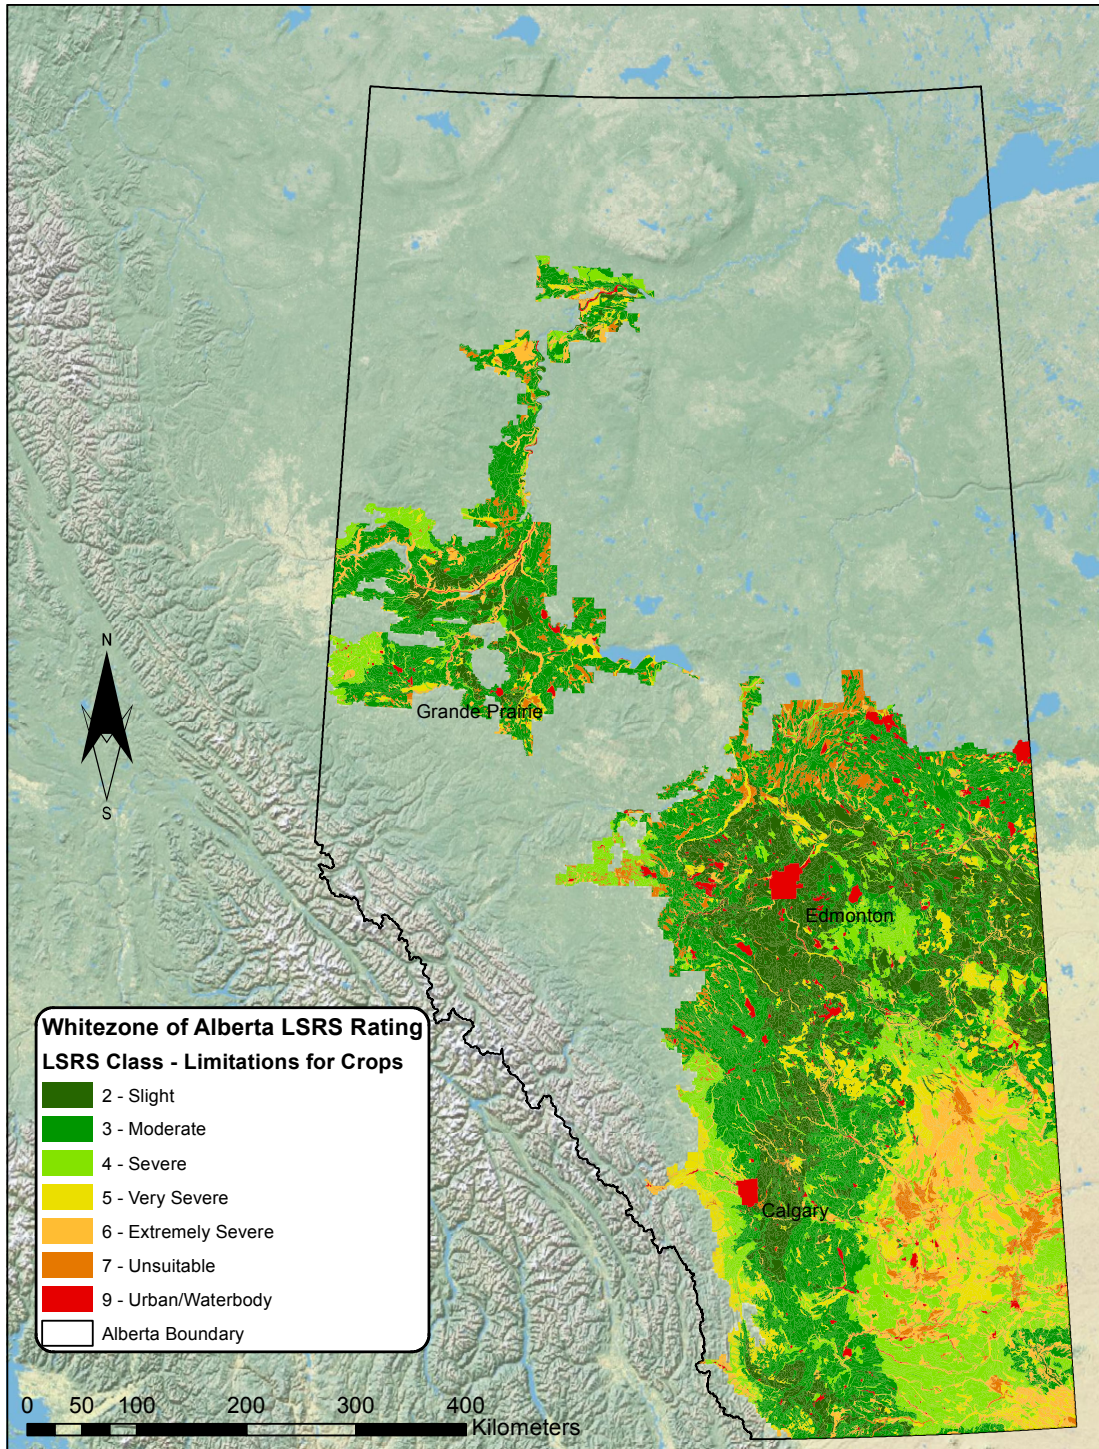 N
S
Grande Prairie
Edmonton
Calgary
Whitezone of Alberta LSRS Rating
LSRS Class - Limitations for Crops
2 - Slight
3 - Moderate
4 - Severe
5 - Very Severe
6 - Extremely Severe
7 - Unsuitable
9 - Urban/Waterbody
Alberta Boundary
0 50 100 200 300 400
Kilometers